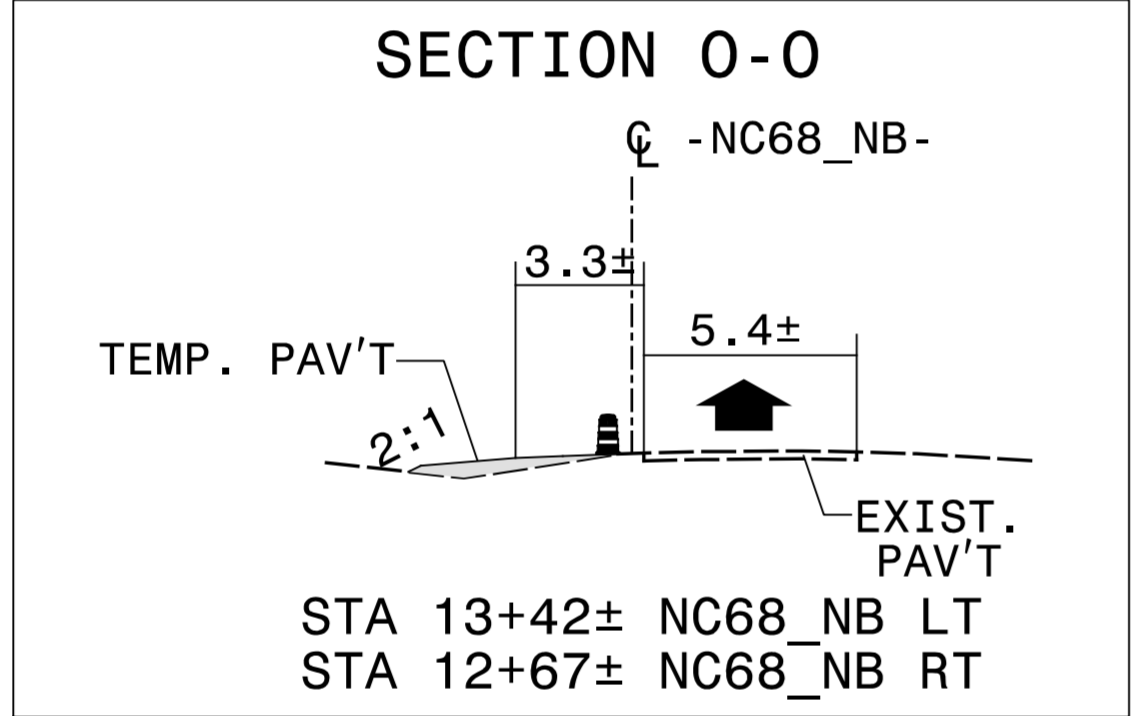 SECTION O-O
℄ -NC68_NB-
3.3±
5.4±
TEMP. PAV'T
2:1
EXIST.
PAV'T
STA 13+42± NC68_NB LT
STA 12+67± NC68_NB RT